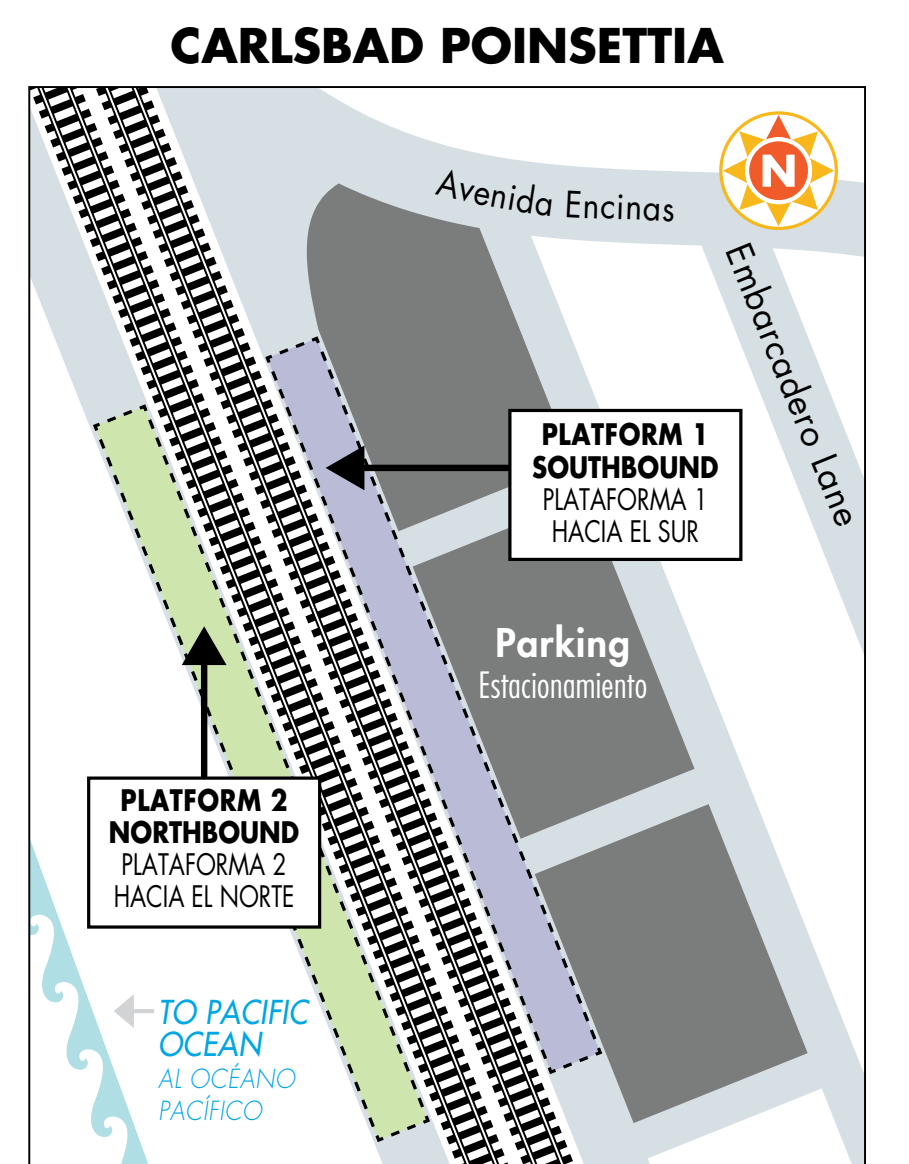 CARLSBAD POINSETTIA
N
Avenida Encinas
Embarcadero Lane
PLATFORM 1
SOUTHBOUND
PLATAFORMA 1
HACIA EL SUR
Parking
Estacionamiento
PLATFORM 2
NORTHBOUND
PLATAFORMA 2
HACIA EL NORTE
TO PACIFIC
OCEAN
AL OCÉANO
PACÍFICO